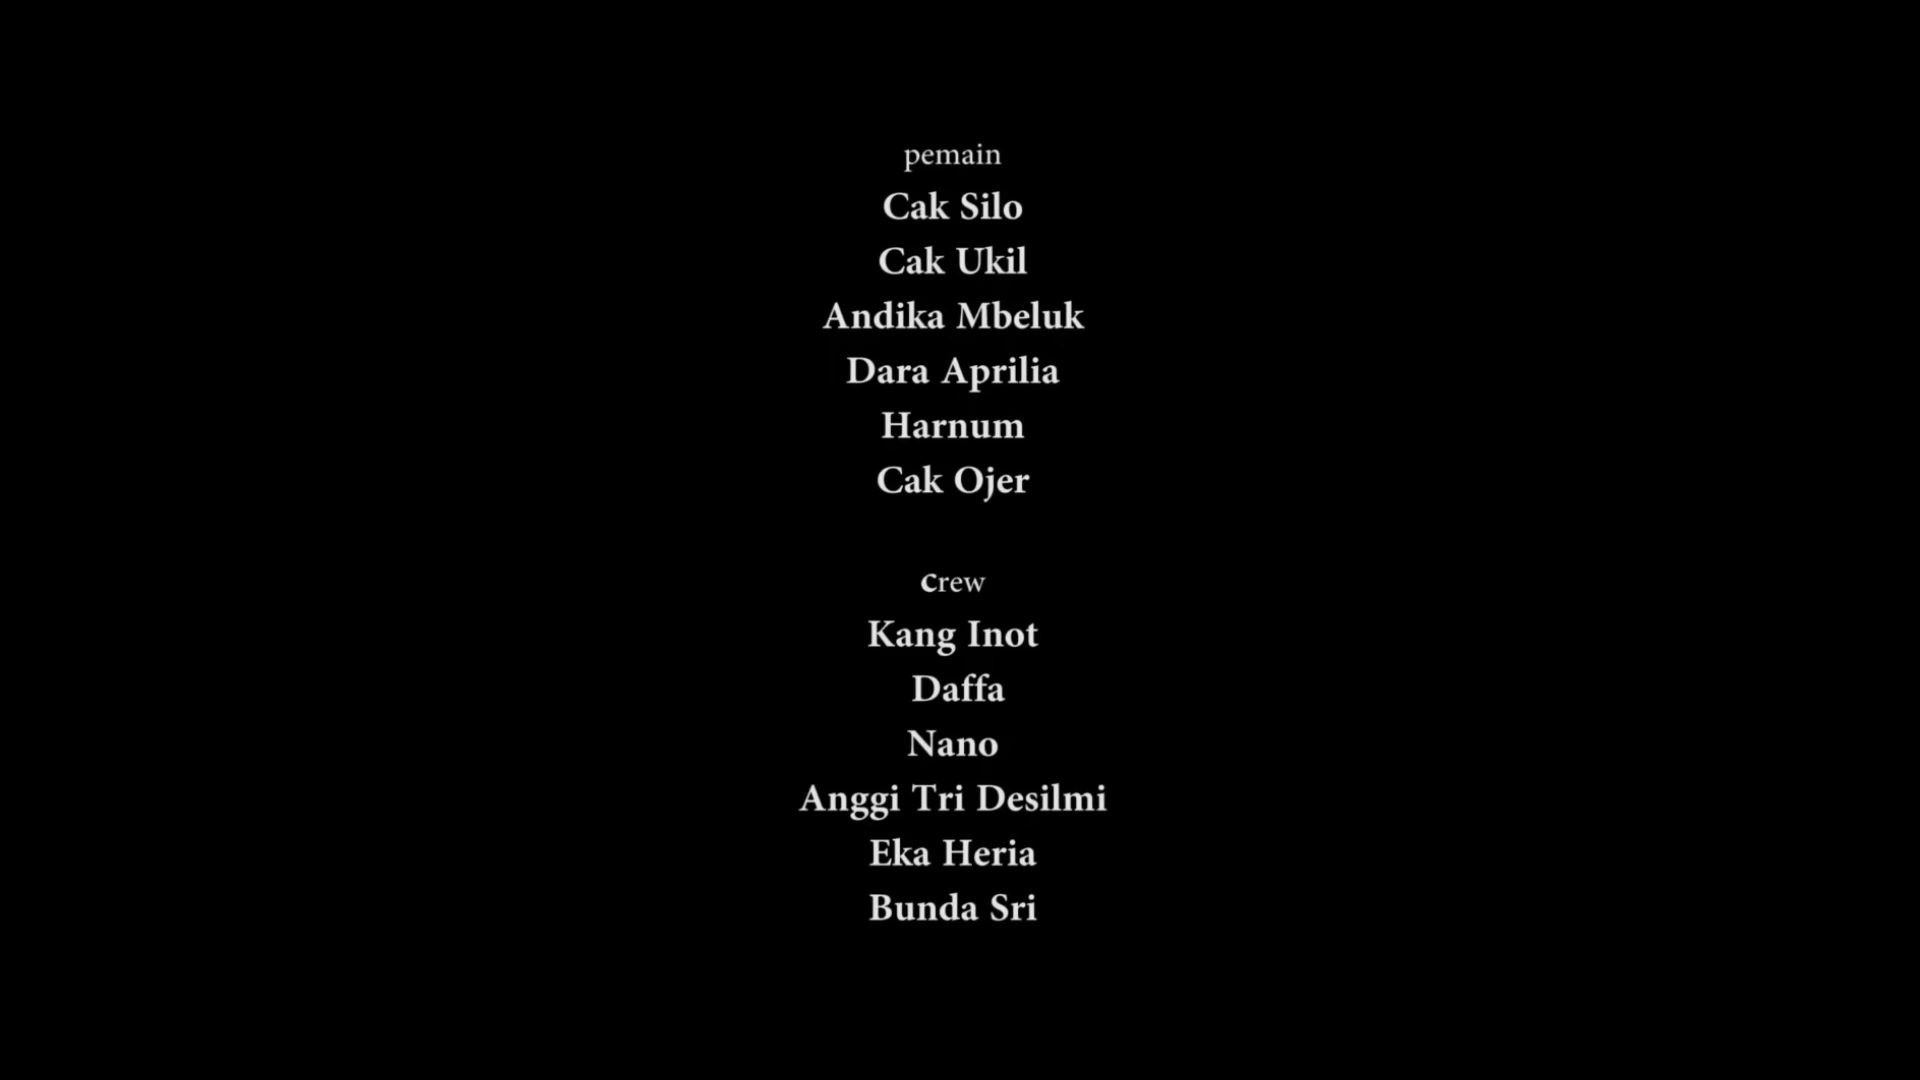 pemain
Cak Silo
Cak Ukil
Andika Mbeluk
Dara Aprilia
Harnum
Cak Ojer
crew
Kang Inot
Daffa
Nano
Anggi Tri Desilmi
Eka Heria
Bunda Sri